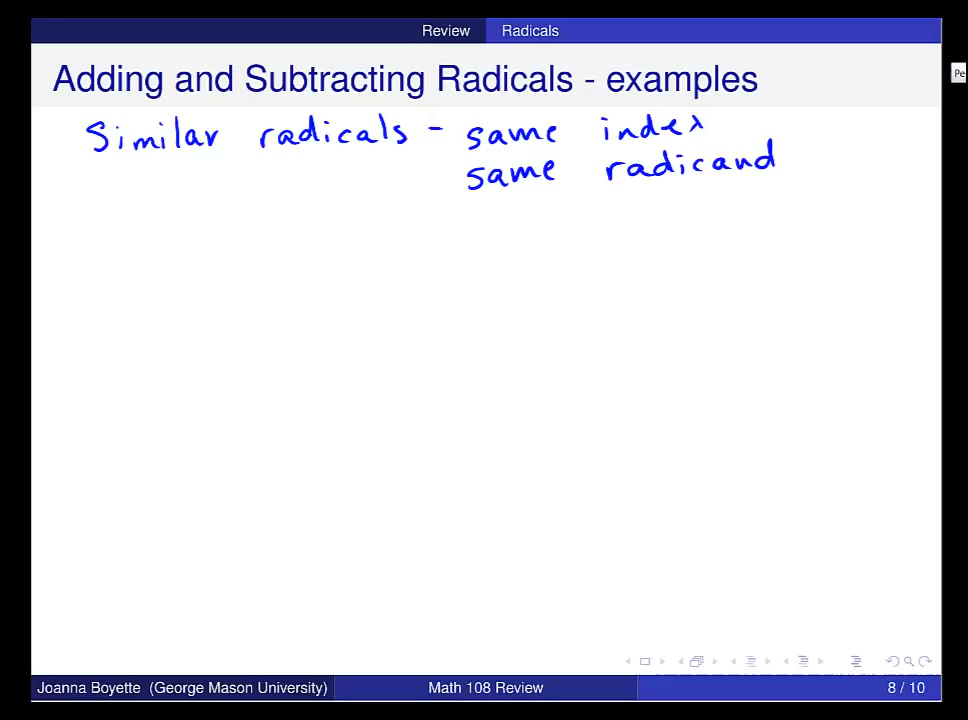 Review Radicals
Pe
Adding and Subtracting Radicals - examples
Similar radicals - same index
same radicand
Joanna Boyette (George Mason University) Math 108 Review 8 / 10